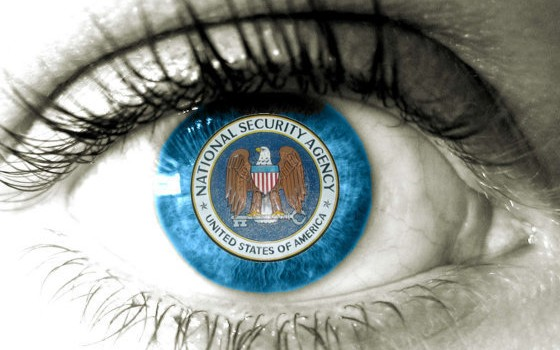 NATIONAL SECURITY AGENCY
UNITED STATES OF AMERICA